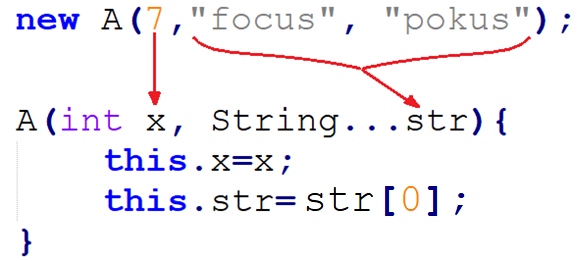 new A(7,"focus", "pokus");
A(int x, String...str){
this.x=x;
this.str= str[0];
}